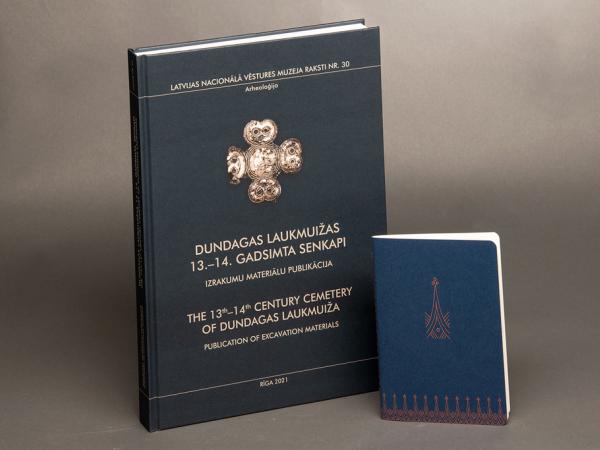 LATVIJAS NACIONĀLĀ VĒSTURES MUZEJA RAKSTI NR. 30
Arheoloģija
DUNDAGAS LAUKMUIŽAS
13.–14. GADSIMTA SENKAPI
IZRAKUMU MATERIĀLU PUBLIKĀCIJA
THE 13th–14th CENTURY CEMETERY
OF DUNDAGAS LAUKMUIŽA
PUBLICATION OF EXCAVATION MATERIALS
RĪGA 2021